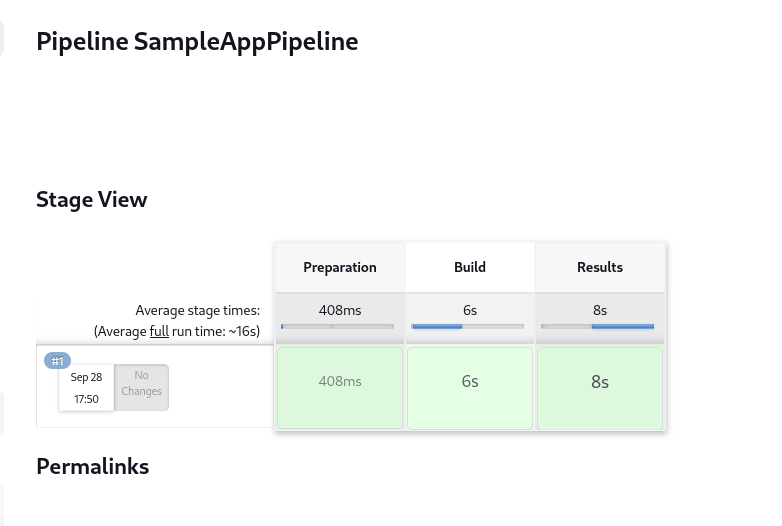 Pipeline SampleAppPipeline
Stage View
Preparation Build Results
Average stage times: 408ms 6s 8s
(Average full run time: ~16s)
#1
Sep 28 No
17:50 Changes
408ms 6s 8s
Permalinks